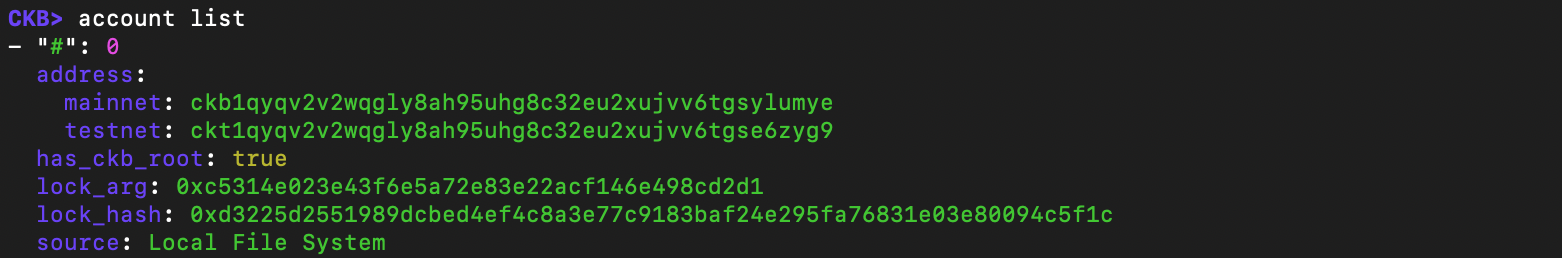 CKB> account list
- "#": 0
address:
mainnet: ckb1qyqv2v2wqgly8ah95uhg8c32eu2xujvv6tgsylumye
testnet: ckt1qyqv2v2wqgly8ah95uhg8c32eu2xujvv6tgse6zyg9
has_ckb_root: true
lock_arg: 0xc5314e023e43f6e5a72e83e22acf146e498cd2d1
lock_hash: 0xd3225d2551989dcbed4ef4c8a3e77c9183baf24e295fa76831e03e80094c5f1c
source: Local File System